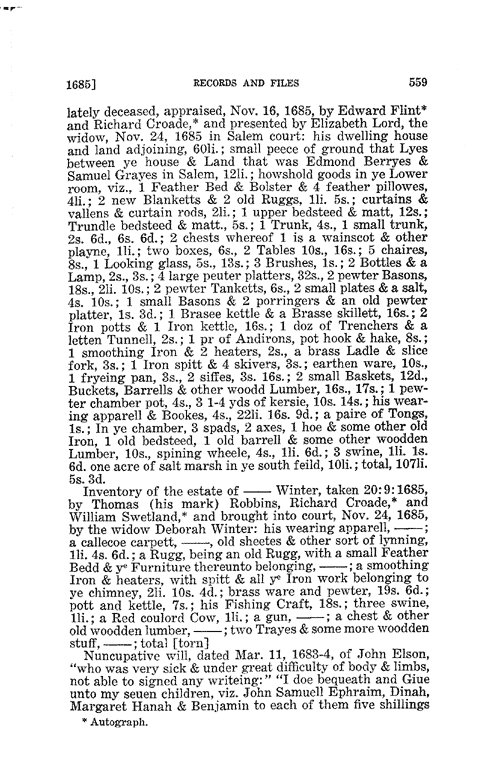 1685] RECORDS AND FILES 559
lately deceased, appraised, Nov. 16, 1685, by Edward Flint*
and Richard Croade,* and presented by Elizabeth Lord, the
widow, Nov. 24, 1685 in Salem court: his dwelling house
and land adjoining, 60li.; small peece of ground that Lyes
between ye house & Land that was Edmond Berryes &
Samuel Grayes in Salem, 12li.; howshold goods in ye Lower
room, viz., 1 Feather Bed & Bolster & 4 feather pillowes,
4li.; 2 new Blanketts & 2 old Ruggs, 1li. 5s.; curtains &
vallens & curtain rods, 2li.; 1 upper bedsteed & matt, 12s.;
Trundle bedsteed & matt., 5s.; 1 Trunk, 4s., 1 small trunk,
2s. 6d., 6s. 6d.; 2 chests whereof 1 is a wainscot & other
playne, 1li.; two boxes, 6s., 2 Tables 10s., 16s.; 5 chaires,
8s., 1 Looking glass, 5s., 13s.; 3 Brushes, 1s.; 2 Bottles & a
Lamp, 2s., 3s.; 4 large peuter platters, 32s., 2 pewter Basons,
18s., 2li. 10s.; 2 pewter Tanketts, 6s., 2 small plates & a salt,
4s. 10s.; 1 small Basons & 2 porringers & an old pewter
platter, 1s. 3d.; 1 Brasee kettle & a Brasse skillett, 16s.; 2
Iron potts & 1 Iron kettle, 16s.; 1 doz of Trenchers & a
letten Tunnell, 2s.; 1 pr of Andirons, pot hook & hake, 8s.;
1 smoothing Iron & 2 heaters, 2s., a brass Ladle & slice
fork, 3s.; 1 Iron spitt & 4 skivers, 3s.; earthen ware, 10s.,
1 fryeing pan, 3s., 2 siffes, 3s. 16s.; 2 small Baskets, 12d.,
Buckets, Barrells & other woodd Lumber, 16s., 17s.; 1 pew-
ter chamber pot, 4s., 3 1-4 yds of kersie, 10s. 14s.; his wear-
ing apparell & Bookes, 4s., 22li. 16s. 9d.; a paire of Tongs,
1s.; In ye chamber, 3 spads, 2 axes, 1 hoe & some other old
Iron, 1 old bedsteed, 1 old barrell & some other woodden
Lumber, 10s., spining wheele, 4s., 1li. 6d.; 3 swine, 1li. 1s.
6d. one acre of salt marsh in ye south feild, 10li.; total, 107li.
5s. 3d.
Inventory of the estate of —— Winter, taken 20:9:1685,
by Thomas (his mark) Robbins, Richard Croade,* and
William Swetland,* and brought into court, Nov. 24, 1685,
by the widow Deborah Winter: his wearing apparell, ——;
a callecoe carpett, ——, old sheetes & other sort of lynning,
1li. 4s. 6d.; a Rugg, being an old Rugg, with a small Feather
Bedd & ye Furniture thereunto belonging, ——; a smoothing
Iron & heaters, with spitt & all ye Iron work belonging to
ye chimney, 2li. 10s. 4d.; brass ware and pewter, 19s. 6d.;
pott and kettle, 7s.; his Fishing Craft, 18s.; three swine,
1li.; a Red coulord Cow, 1li.; a gun, ——; a chest & other
old woodden lumber, ——; two Trayes & some more woodden
stuff, ——; total [torn]
Nuncupative will, dated Mar. 11, 1683-4, of John Elson,
"who was very sick & under great difficulty of body & limbs,
not able to signed any writeing:" "I doe bequeath and Giue
unto my seuen children, viz. John Samuell Ephraim, Dinah,
Margaret Hanah & Benjamin to each of them five shillings
* Autograph.